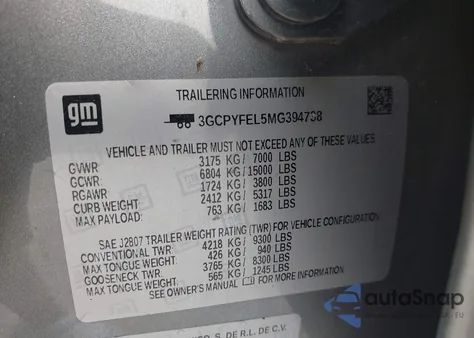 TRAILERING INFORMATION
gm
VEHICLE AND TRAILER MUST NOT EXCEED ANY OF THESE VALUES
GVWR: 3175 KG / 7000 LBS
GCWR: 6804 KG / 15000 LBS
RGAWR: 1724 KG / 3800 LBS
CURB WEIGHT: 2412 KG / 5317 LBS
MAX PAYLOAD: 763 KG / 1683 LBS
SAE J2807 TRAILER WEIGHT RATING (TWR) FOR VEHICLE CONFIGURATION
CONVENTIONAL TWR: 4218 KG / 9300 LBS
MAX TONGUE WEIGHT: 426 KG / 940 LBS
GOOSENECK TWR: 3765 KG / 8300 LBS
MAX TONGUE WEIGHT: 565 KG / 1245 LBS
SEE OWNER'S MANUAL FOR MORE INFORMATION
S. DE R.L. DE C.V.
autoSnap